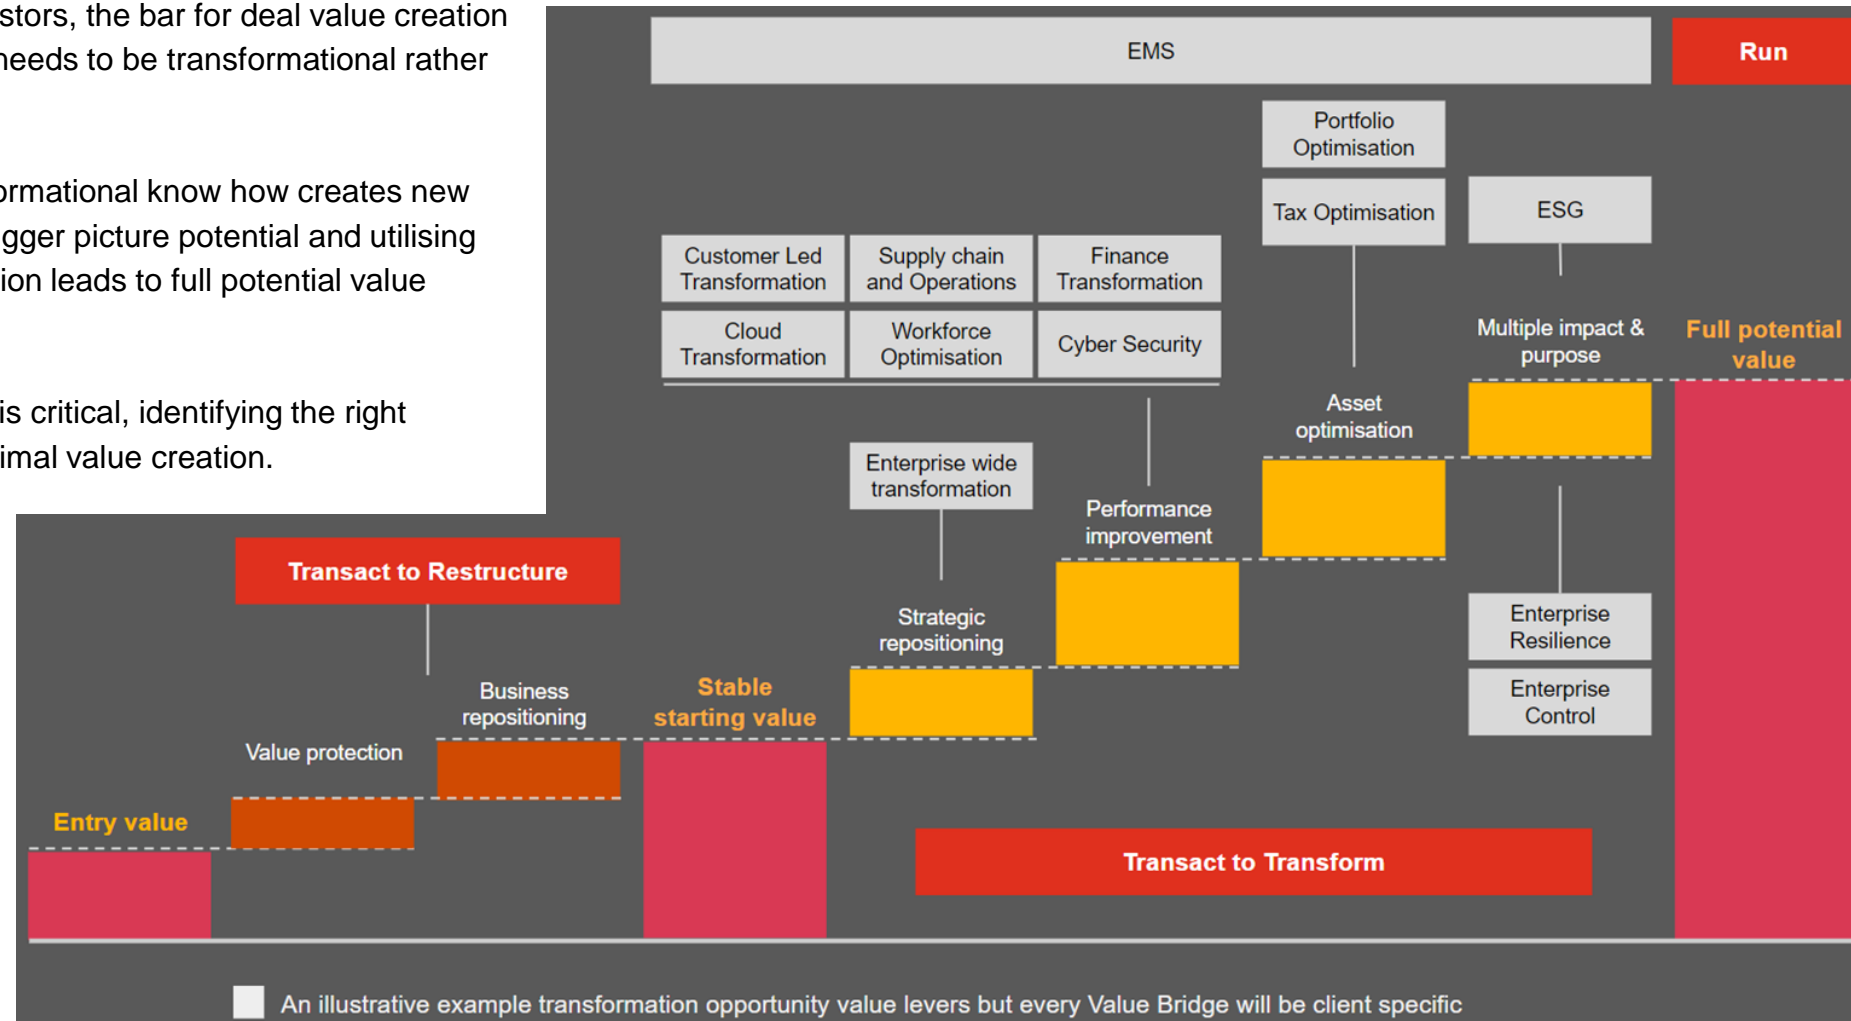 stors, the bar for deal value creation
needs to be transformational rather
ormational know how creates new
gger picture potential and utilising
ion leads to full potential value
is critical, identifying the right
imal value creation.
EMS
Run
Portfolio
Optimisation
Tax Optimisation
ESG
Customer Led
Transformation
Supply chain
and Operations
Finance
Transformation
Cloud
Transformation
Workforce
Optimisation
Cyber Security
Multiple impact &
purpose
Full potential
value
Asset
optimisation
Enterprise wide
transformation
Performance
improvement
Transact to Restructure
Strategic
repositioning
Enterprise
Resilience
Enterprise
Control
Business
repositioning
Stable
starting value
Value protection
Entry value
Transact to Transform
An illustrative example transformation opportunity value levers but every Value Bridge will be client specific